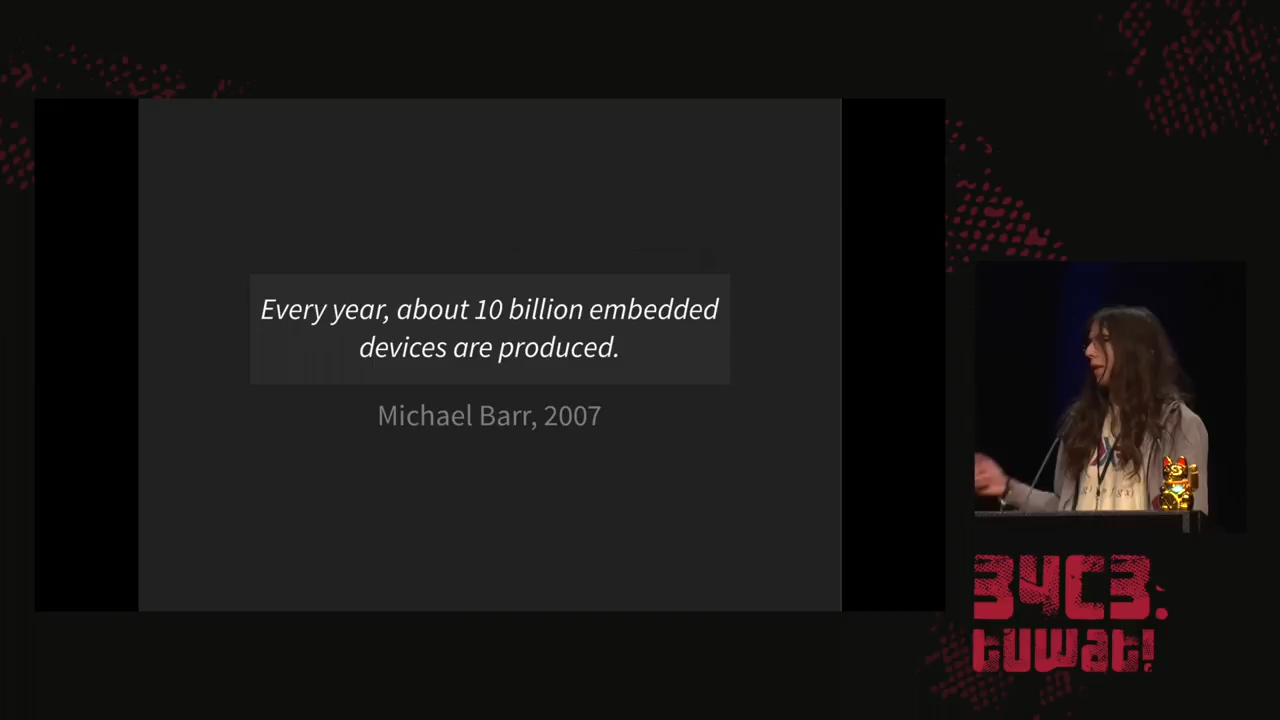 Every year, about 10 billion embedded
devices are produced.
Michael Barr, 2007
34C3.
tuwat!